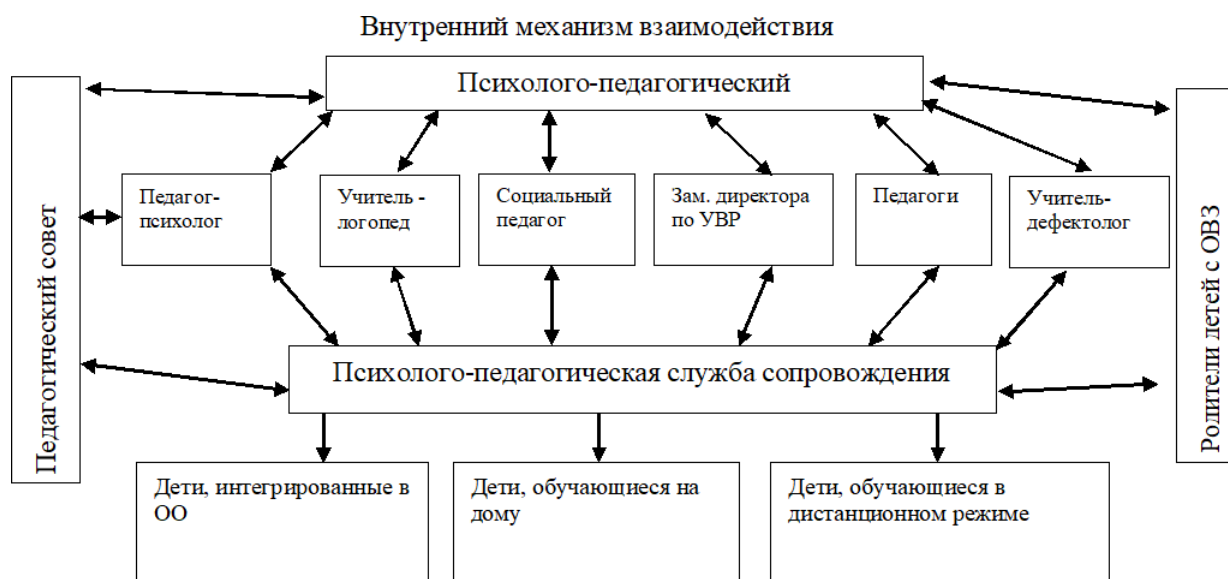 Внутренний механизм взаимодействия
Психолого-педагогический
Педагогический совет
Родители детей с ОВЗ
Педагог-
психолог
Учитель -
логопед
Социальный
педагог
Зам. директора
по УВР
Педагоги
Учитель-
дефектолог
Психолого-педагогическая служба сопровождения
Дети, интегрированные в
ОО
Дети, обучающиеся на
дому
Дети, обучающиеся в
дистанционном режиме